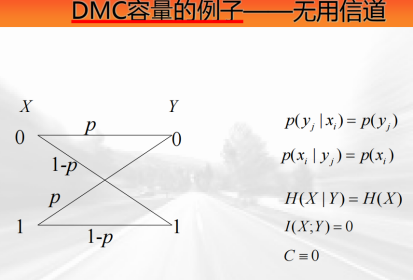 DMC容量的例子——无用信道
X Y
0 p 0
1-p
p
1 1-p 1
p(y_j | x_i) = p(y_j)
p(x_i | y_j) = p(x_i)
H(X | Y) = H(X)
I(X;Y) = 0
C ≡ 0